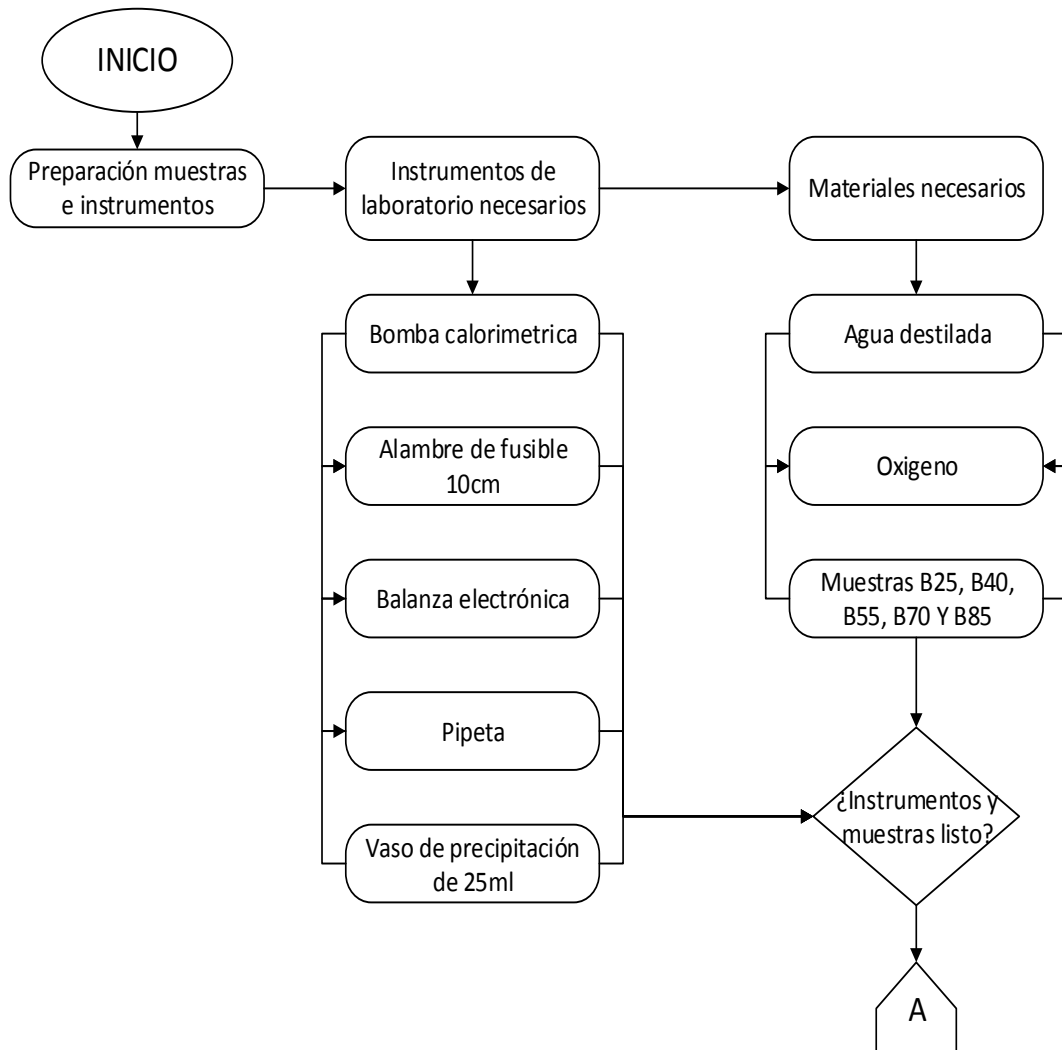 INICIO
Preparación muestras
e instrumentos
Instrumentos de
laboratorio necesarios
Materiales necesarios
Bomba calorimetrica
Alambre de fusible
10cm
Balanza electrónica
Pipeta
Vaso de precipitación
de 25ml
Agua destilada
Oxigeno
Muestras B25, B40,
B55, B70 Y B85
¿Instrumentos y
muestras listo?
A